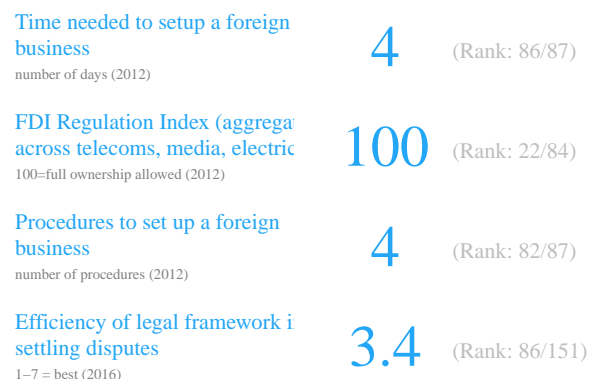 Time needed to setup a foreign
business
number of days (2012)
4
(Rank: 86/87)
FDI Regulation Index
across telecoms, media,
100=full ownership allowed (2012)
100
(Rank: 22/84)
Procedures to set up a foreign
business
number of procedures (2012)
4
(Rank: 82/87)
Efficiency of legal framework
settling disputes
1–7 = best (2016)
3.4
(Rank: 86/151)